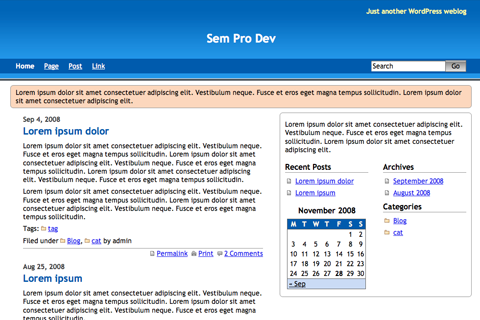 Just another WordPress weblog
Sem Pro Dev
Home Page Post Link
Search Go
Lorem ipsum dolor sit amet consectetuer adipiscing elit. Vestibulum neque. Fusce et eros eget magna tempus sollicitudin. Lorem ipsum dolor
sit amet consectetuer adipiscing elit.
Sep 4, 2008
Lorem ipsum dolor
Lorem ipsum dolor sit amet consectetuer adipiscing elit. Vestibulum neque.
Fusce et eros eget magna tempus sollicitudin. Lorem ipsum dolor sit amet
consectetuer adipiscing elit. Vestibulum neque. Fusce et eros eget magna
tempus sollicitudin. Lorem ipsum dolor sit amet consectetuer adipiscing
elit. Vestibulum neque. Fusce et eros eget magna tempus sollicitudin.
Lorem ipsum dolor sit amet consectetuer adipiscing elit. Vestibulum neque.
Fusce et eros eget magna tempus sollicitudin. Lorem ipsum dolor sit amet
consectetuer adipiscing elit. Vestibulum neque. Fusce et eros eget magna
tempus sollicitudin.
Tags: tag
Filed under Blog, cat by admin
Permalink Print 2 Comments
Aug 25, 2008
Lorem ipsum
Lorem ipsum dolor sit amet consectetuer adipiscing elit. Vestibulum neque.
Fusce et eros eget magna tempus sollicitudin. Lorem ipsum dolor sit amet
consectetuer adipiscing elit. Vestibulum neque. Fusce et eros eget magna
tempus sollicitudin. Lorem ipsum dolor sit amet consectetuer adipiscing
Lorem ipsum dolor sit amet consectetuer adipiscing elit.
Vestibulum neque. Fusce et eros eget magna tempus
sollicitudin. Lorem ipsum dolor sit amet consectetuer
adipiscing elit.
Recent Posts
Lorem ipsum dolor
Lorem ipsum
November 2008
M T W T F S S
1 2
3 4 5 6 7 8 9
10 11 12 13 14 15 16
17 18 19 20 21 22 23
24 25 26 27 28 29 30
« Sep
Archives
September 2008
August 2008
Categories
Blog
cat